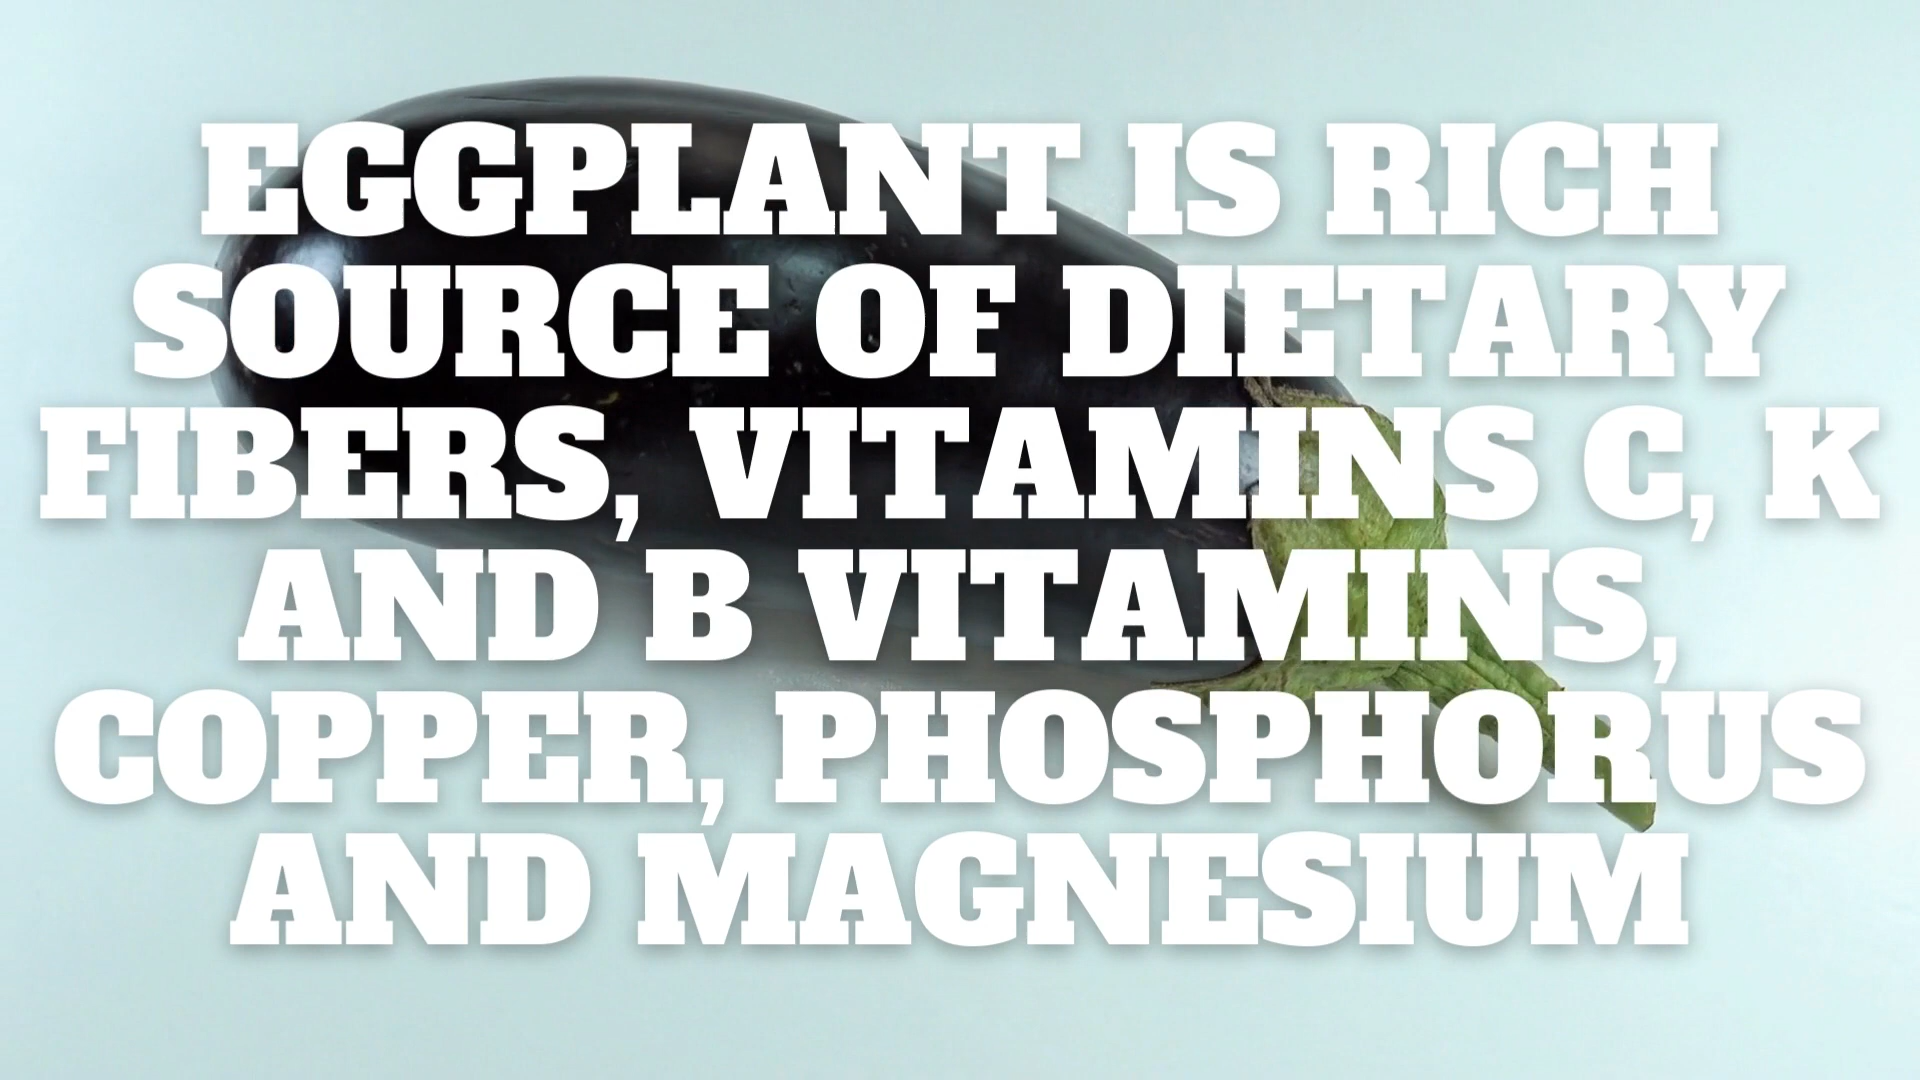 EGGPLANT IS RICH
SOURCE OF DIETARY
FIBERS, VITAMINS C, K
AND B VITAMINS,
COPPER, PHOSPHORUS
AND MAGNESIUM